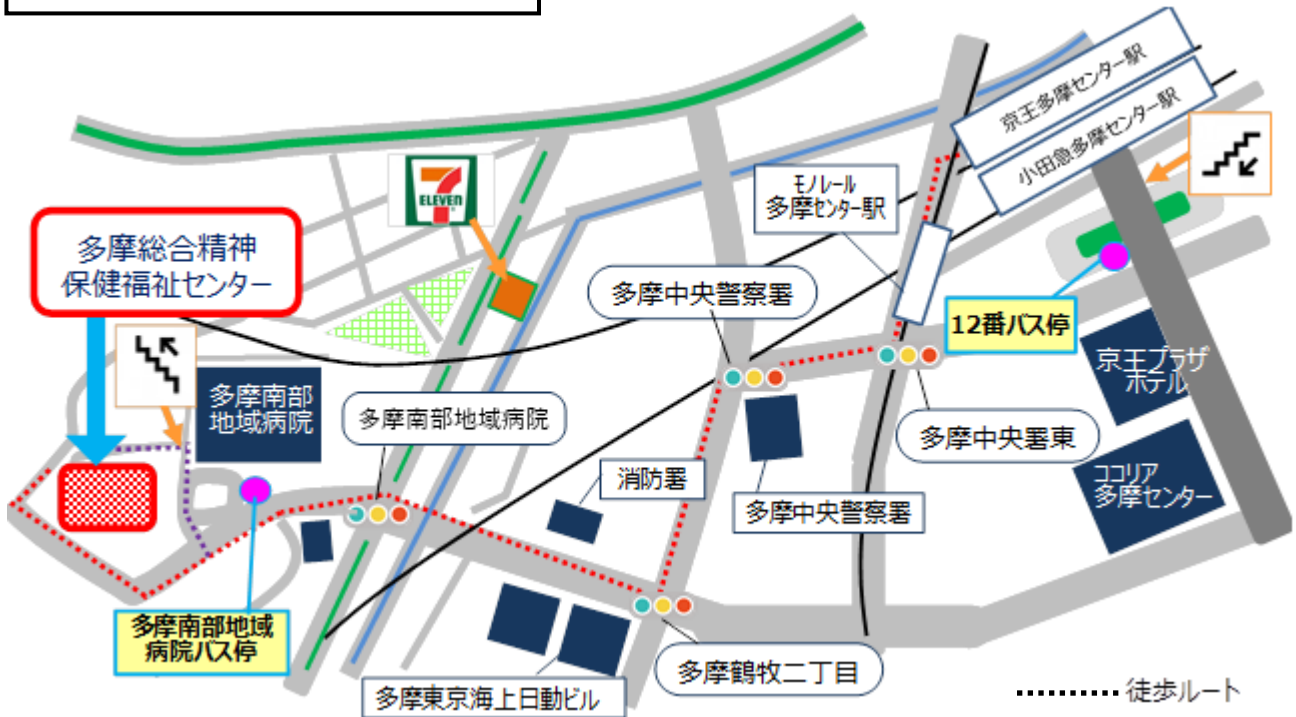 京王多摩センター駅
小田急多摩センター駅
モノレール
多摩センター駅
7
ELEVEN
多摩総合精神
保健福祉センター
多摩中央警察署
12番バス停
京王プラザ
ホテル
多摩南部
地域病院
多摩南部地域病院
多摩中央署東
消防署
多摩中央警察署
ココリア
多摩センター
多摩南部地域
病院バス停
多摩鶴牧二丁目
多摩東京海上日動ビル
徒歩ルート